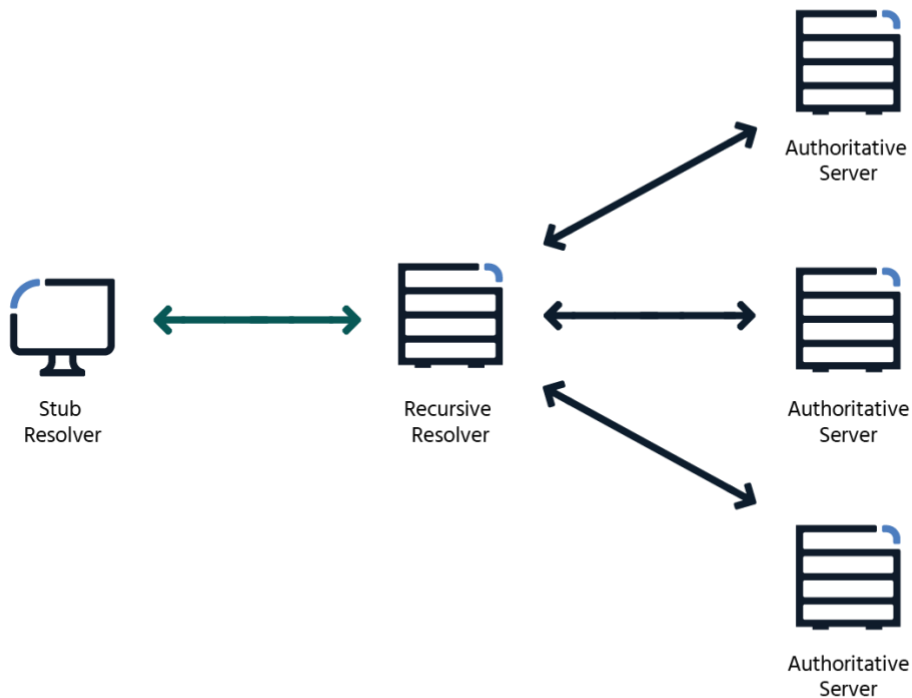 Authoritative
Server
Stub
Resolver
Recursive
Resolver
Authoritative
Server
Authoritative
Server